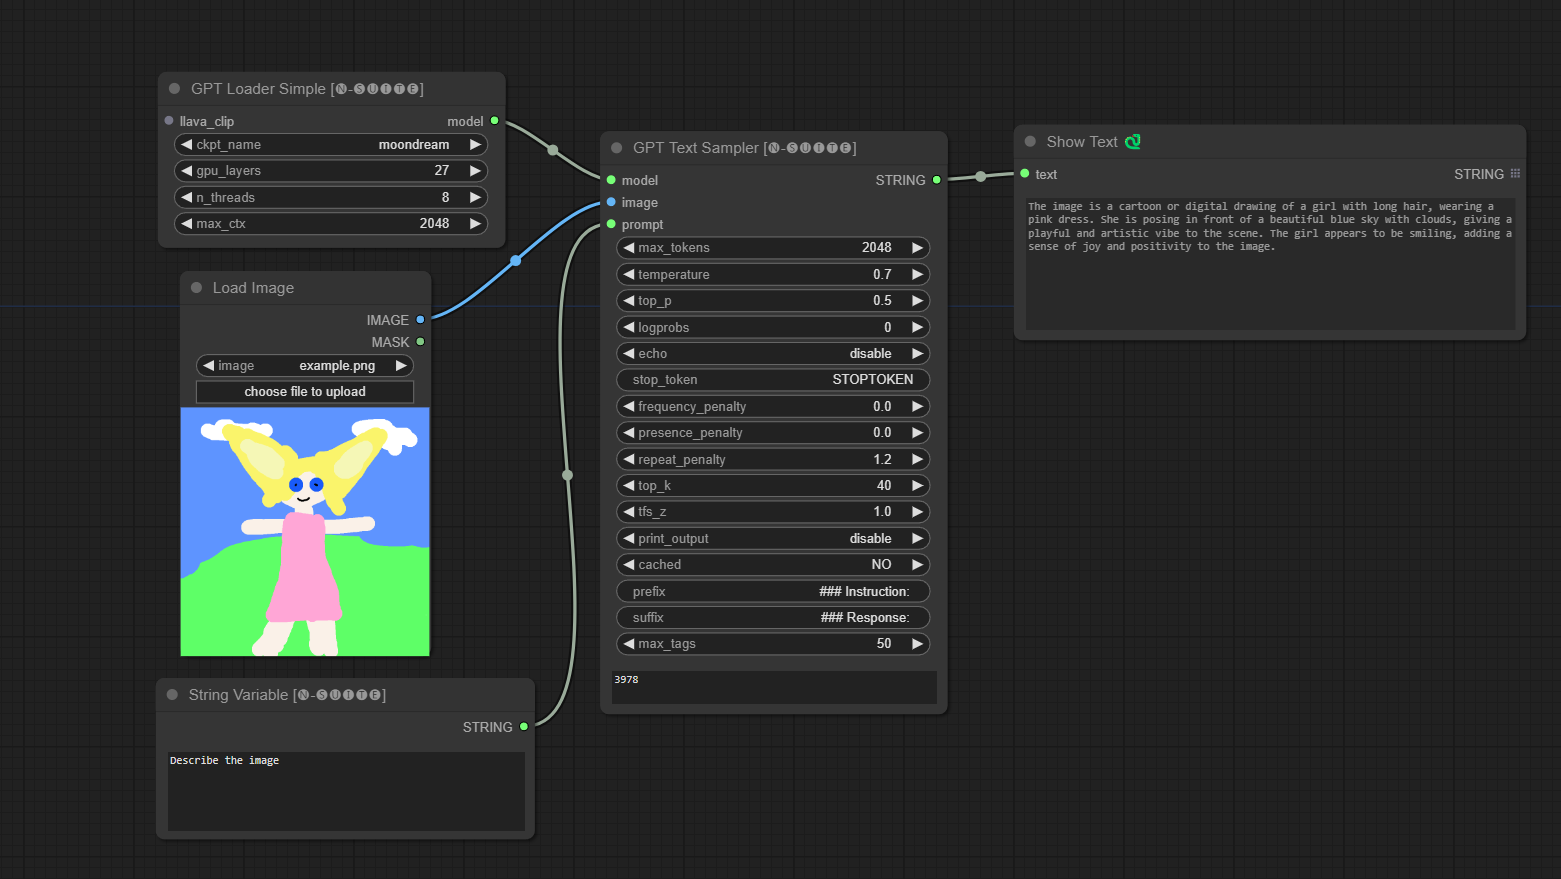 GPT Loader Simple [🅝-🅢🅤🅘🅣🅔]
llava_clip model
ckpt_name moondream
gpu_layers 27
n_threads 8
max_ctx 2048
Load Image
IMAGE
MASK
image example.png
choose file to upload
String Variable [🅝-🅢🅤🅘🅣🅔]
STRING
Describe the image
GPT Text Sampler [🅝-🅢🅤🅘🅣🅔]
model STRING
image
prompt
max_tokens 2048
temperature 0.7
top_p 0.5
logprobs 0
echo disable
stop_token STOPTOKEN
frequency_penalty 0.0
presence_penalty 0.0
repeat_penalty 1.2
top_k 40
tfs_z 1.0
print_output disable
cached NO
prefix ### Instruction:
suffix ### Response:
max_tags 50
3978
Show Text
text STRING
The image is a cartoon or digital drawing of a girl with long hair, wearing a
pink dress. She is posing in front of a beautiful blue sky with clouds, giving a
playful and artistic vibe to the scene. The girl appears to be smiling, adding a
sense of joy and positivity to the image.